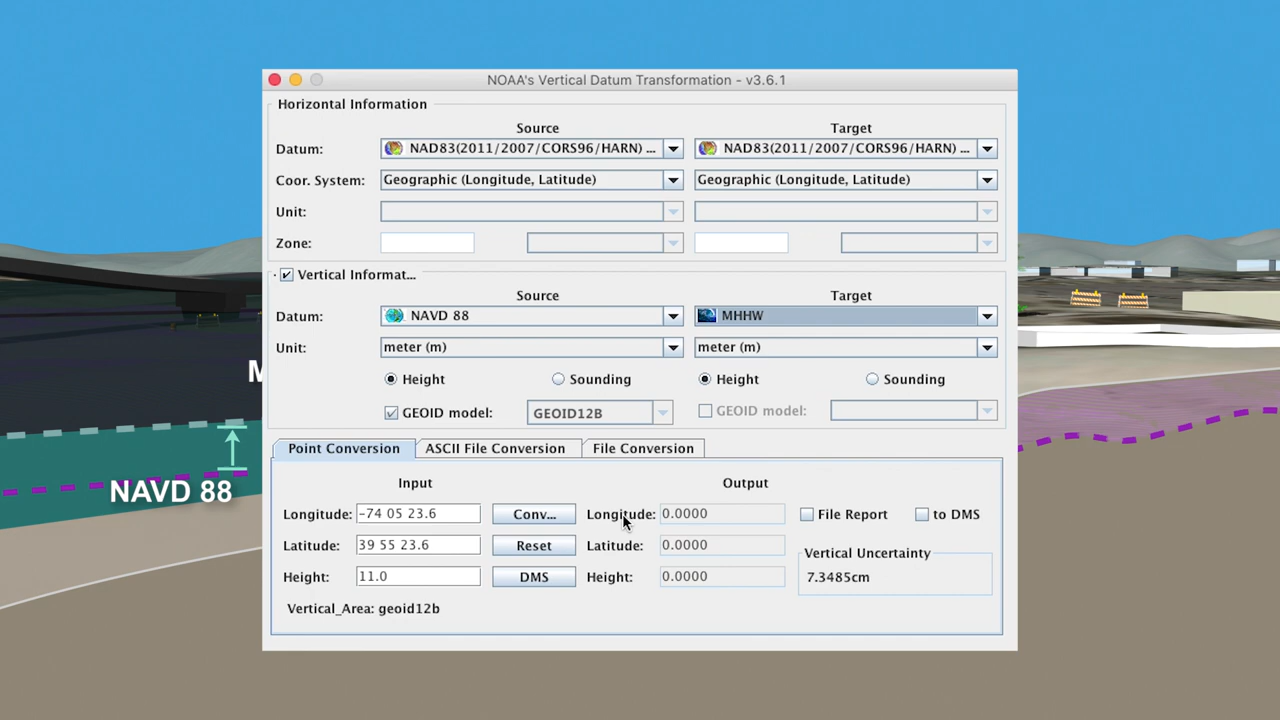 NOAA's Vertical Datum Transformation - v3.6.1
Horizontal Information
Source Target
Datum: NAD83(2011/2007/CORS96/HARN) ... NAD83(2011/2007/CORS96/HARN) ...
Coor. System: Geographic (Longitude, Latitude) Geographic (Longitude, Latitude)
Unit:
Zone:
Vertical Informat...
Source Target
Datum: NAVD 88 MHHW
Unit: meter (m) meter (m)
Height Sounding Height Sounding
GEOID model: GEOID12B GEOID model:
M
NAVD 88
Point Conversion ASCII File Conversion File Conversion
Input Output
Longitude: -74 05 23.6 Conv... Longitude: 0.0000 File Report to DMS
Latitude: 39 55 23.6 Reset Latitude: 0.0000
Vertical Uncertainty
Height: 11.0 DMS Height: 0.0000 7.3485cm
Vertical_Area: geoid12b